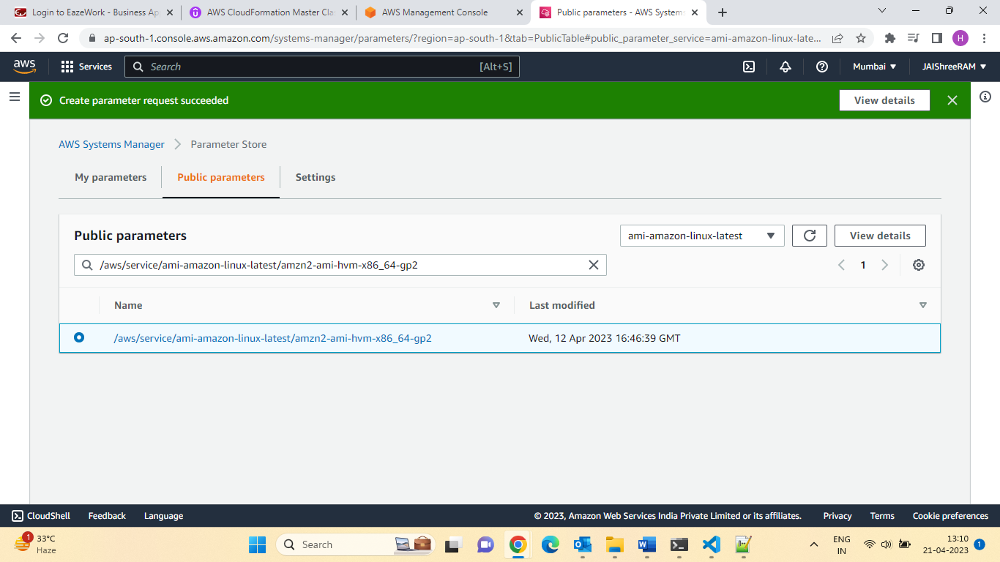 Login to EazeWork - Business Ap
AWS CloudFormation Master Cla
AWS Management Console
Public parameters - AWS System
ap-south-1.console.aws.amazon.com/systems-manager/parameters/?region=ap-south-1&tab=PublicTable#public_parameter_service=ami-amazon-linux-late...
H
aws
Services
Search
[Alt+S]
Mumbai
JAIShreeRAM
Create parameter request succeeded
View details
AWS Systems Manager
Parameter Store
My parameters
Public parameters
Settings
Public parameters
ami-amazon-linux-latest
View details
/aws/service/ami-amazon-linux-latest/amzn2-ami-hvm-x86_64-gp2
1
Name
Last modified
/aws/service/ami-amazon-linux-latest/amzn2-ami-hvm-x86_64-gp2
Wed, 12 Apr 2023 16:46:39 GMT
CloudShell
Feedback
Language
© 2023, Amazon Web Services India Private Limited or its affiliates.
Privacy
Terms
Cookie preferences
1
33°C
Haze
Search
ENG
IN
13:10
21-04-2023
1